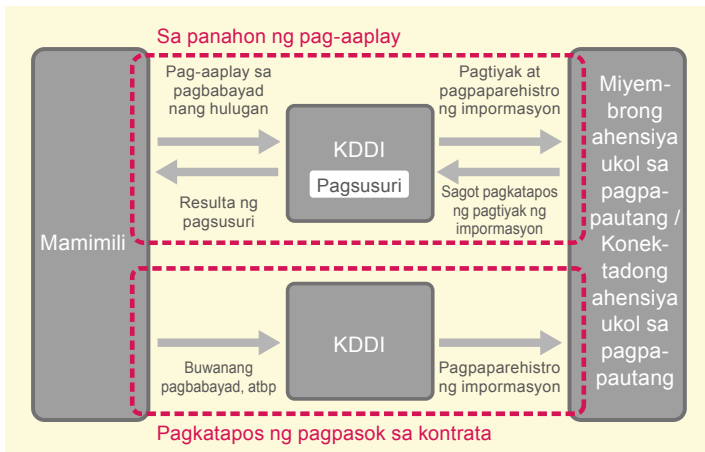 Sa panahon ng pag-aaplay
Mamimili
Pag-aaplay sa
pagbabayad
nang hulugan
Resulta ng
pagsusuri
KDDI
Pagsusuri
Pagtiyak at
pagpaparehistro
ng impormasyon
Sagot pagkatapos
ng pagtiyak ng
impormasyon
Miyem-
brong
ahensiya
ukol sa
pagpa-
pautang /
Konek-
tadong
ahensiya
ukol sa
pagpa-
pautang
Buwanang
pagbabayad, atbp
KDDI
Pagpaparehistro
ng impormasyon
Pagkatapos ng pagpasok sa kontrata